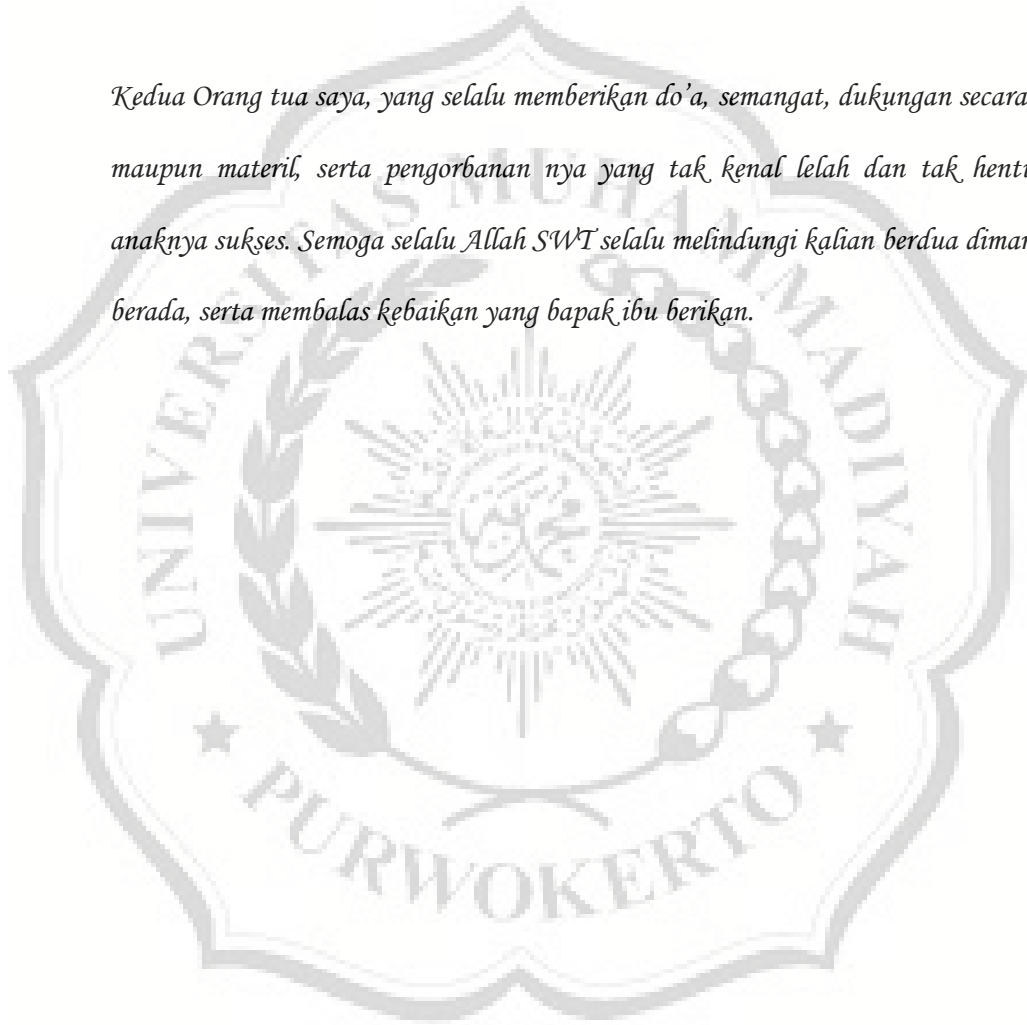 Kedua Orang tua saya, yang selalu memberikan do'a, semangat, dukungan secara
maupun materil, serta pengorbanan nya yang tak kenal lelah dan tak henti
anaknya sukses. Semoga selalu Allah SWT selalu melindungi kalian berdua
berada, serta membalas kebaikan yang bapak ibu berikan.
UNIVERSITAS MUHAMMADIYAH
PURWOKERTO